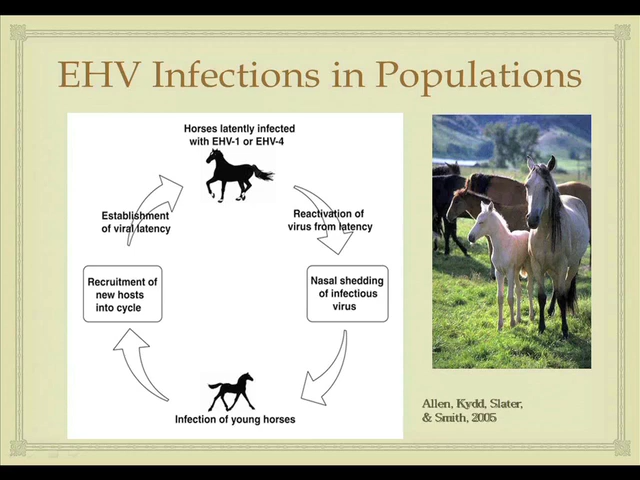 EHV Infections in Populations
Horses latently infected
with EHV-1 or EHV-4
Establishment
of viral latency
Reactivation of
virus from latency
Recruitment of
new hosts
into cycle
Nasal shedding
of infectious
virus
Infection of young horses
Allen, Kydd, Slater,
& Smith, 2005